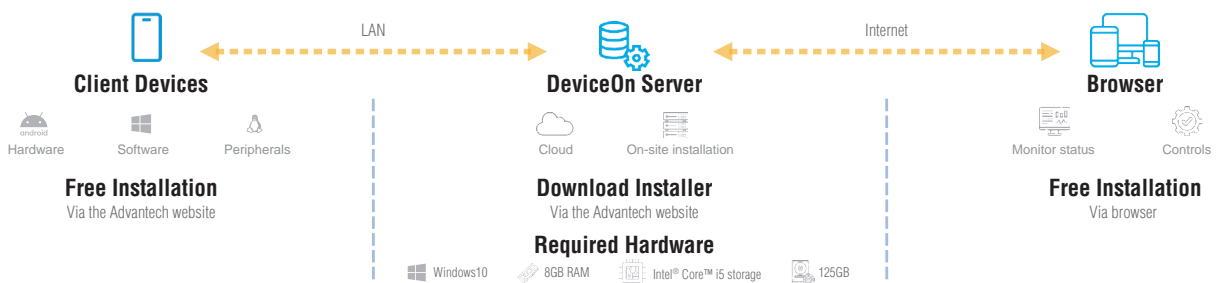 LAN
Internet
Client Devices
DeviceOn Server
Browser
android
Hardware
Software
Peripherals
Cloud
On-site installation
Monitor status
Controls
Free Installation
Via the Advantech website
Download Installer
Via the Advantech website
Free Installation
Via browser
Required Hardware
Windows10
8GB RAM
Intel® Core™ i5 storage
125GB